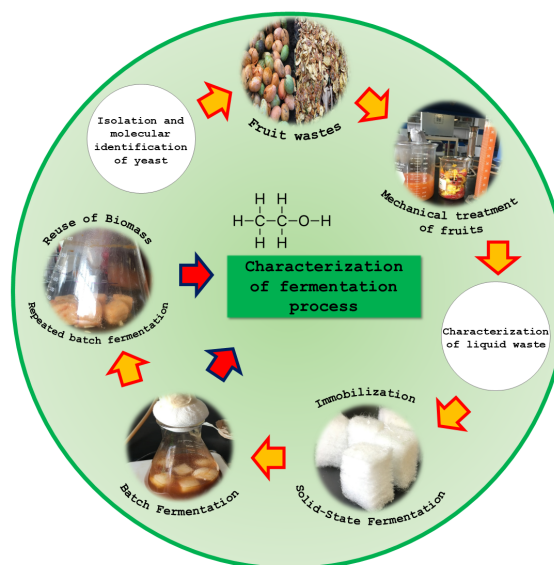 Isolation and
molecular
identification
of yeast
Fruit wastes
Mechanical treatment
of fruits
Characterization
of liquid waste
Immobilization
Solid-State Fermentation
Batch Fermentation
Reuse of Biomass
Repeated batch fermentation
H H
H-C-C-O-H
H H
Characterization
of fermentation
process